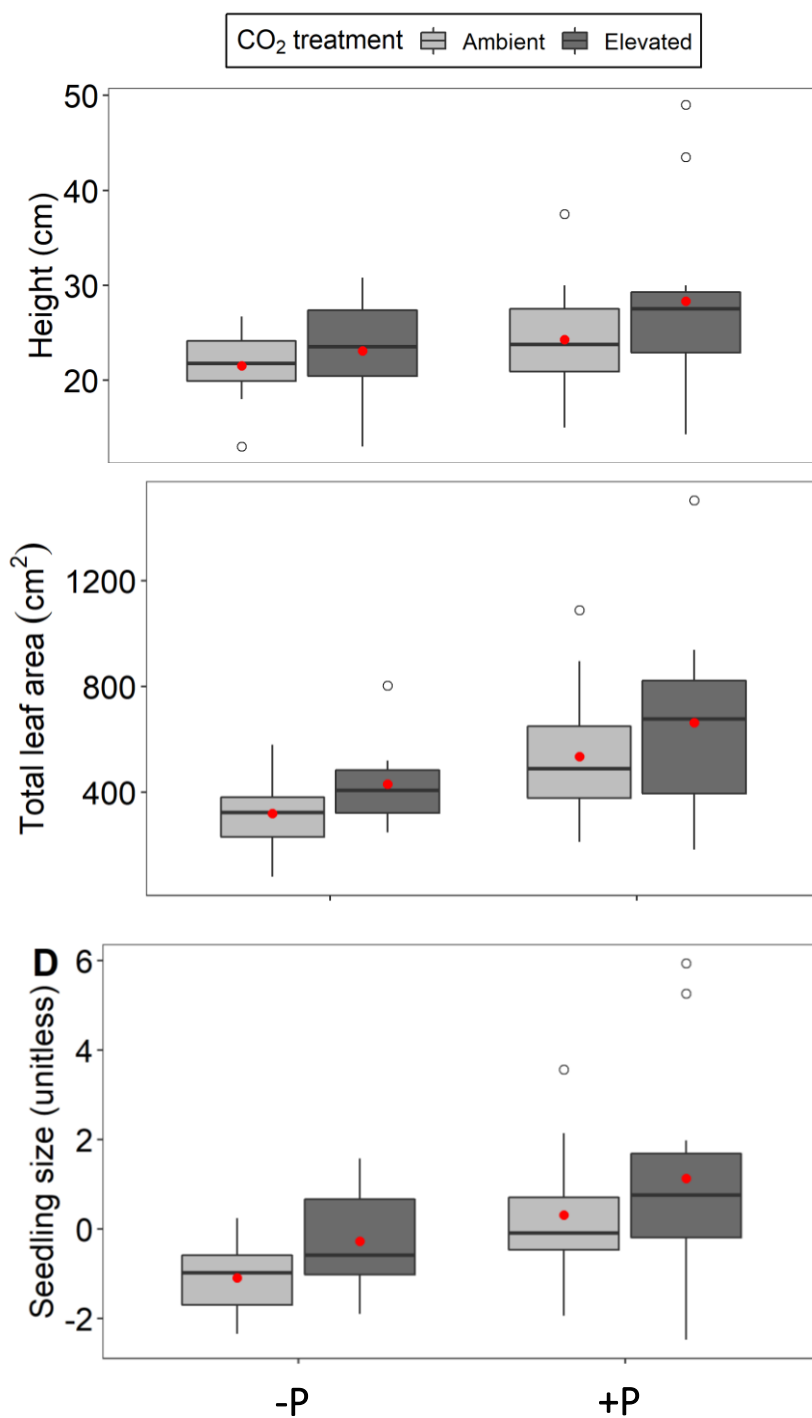 CO₂ treatment Ambient Elevated
50
40
30
20
Height (cm)
1200
800
400
Total leaf area (cm²)
D
6
4
2
0
-2
Seedling size (unitless)
-P +P